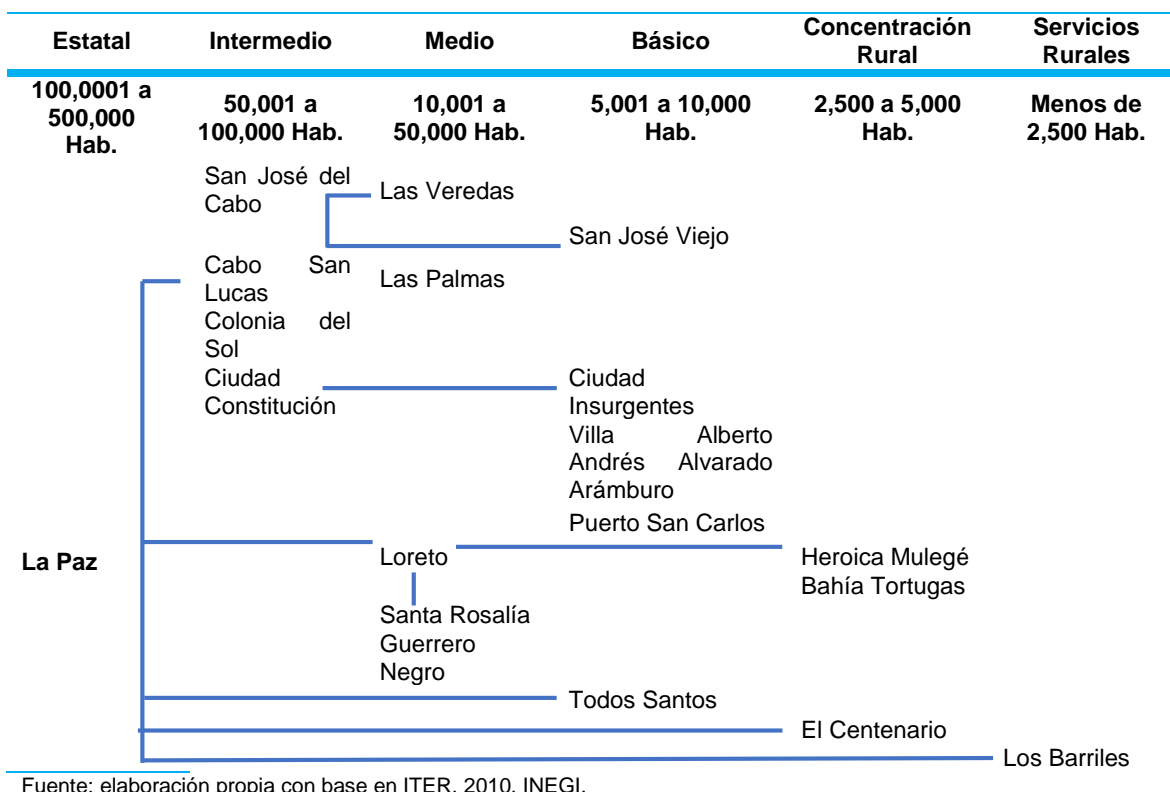 Estatal Intermedio Medio Básico Concentración Rural Servicios Rurales
100,0001 a 500,000 Hab. 50,001 a 100,000 Hab. 10,001 a 50,000 Hab. 5,001 a 10,000 Hab. 2,500 a 5,000 Hab. Menos de 2,500 Hab.
San José del
Cabo
Las Veredas
San José Viejo
Cabo San
Lucas
Las Palmas
Colonia del
Sol
Ciudad
Constitución
Ciudad
Insurgentes
Villa Alberto
Andrés Alvarado
Arámburo
Puerto San Carlos
La Paz
Loreto
Heroica Mulegé
Bahía Tortugas
Santa Rosalía
Guerrero
Negro
Todos Santos
El Centenario
Los Barriles
Fuente: elaboración propia con base en ITER, 2010, INEGI.